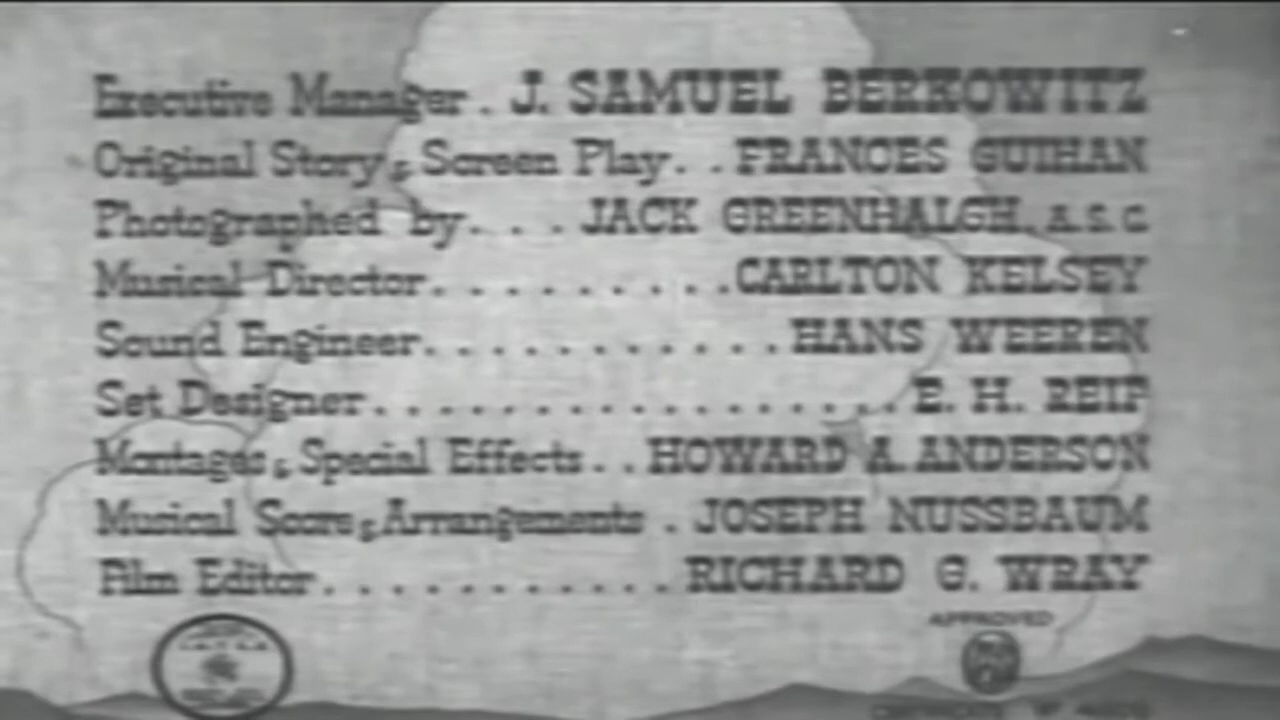 Executive Manager . J. SAMUEL BERKOWITZ
Original Story & Screen Play. . FRANCES GUIHAN
Photographed by. . . JACK GREENHALGH, A.S.C.
Musical Director. . . . . . . . . .CARLTON KELSEY
Sound Engineer. . . . . . . . . . . . HANS WEEREN
Set Designer. . . . . . . . . . . . . . . . . . E. H. REIF
Montages & Special Effects. . HOWARD A. ANDERSON
Musical Score & Arrangements . JOSEPH NUSSBAUM
Film Editor. . . . . . . . . . . . RICHARD G. WRAY
APPROVED